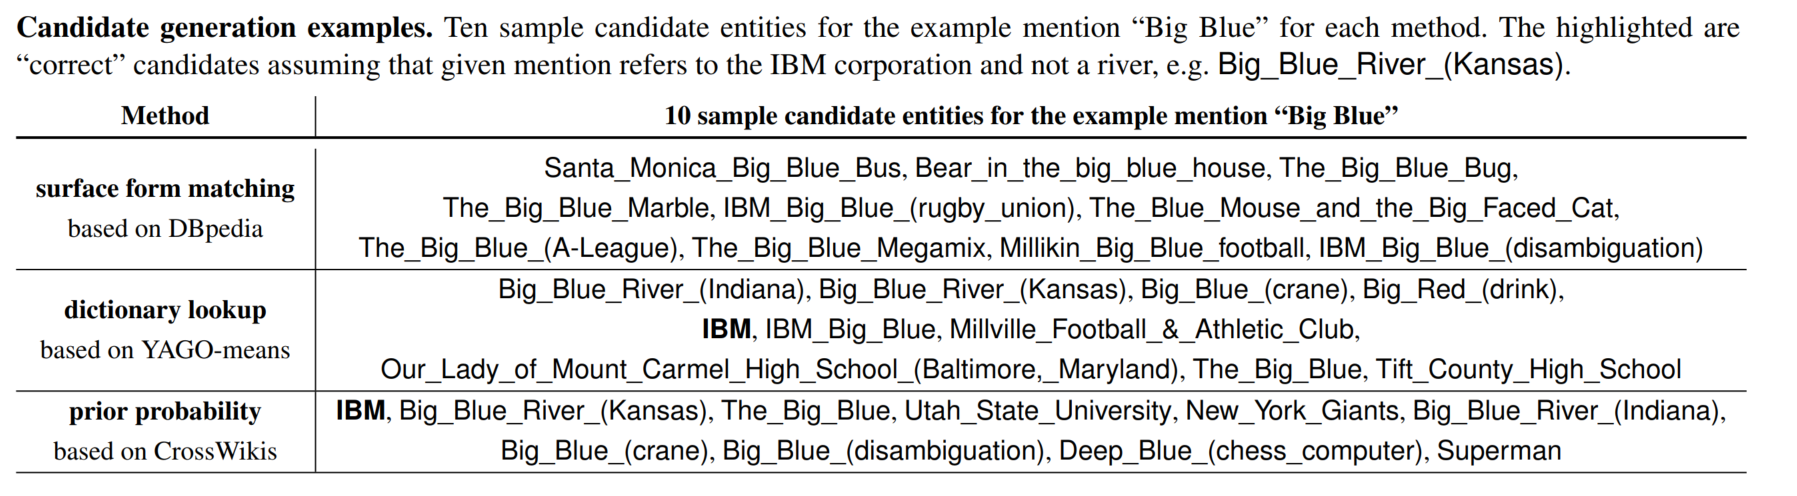 Candidate generation examples. Ten sample candidate entities for the example mention “Big Blue” for each method. The highlighted are
“correct” candidates assuming that given mention refers to the IBM corporation and not a river, e.g. Big_Blue_River_(Kansas).
Method
10 sample candidate entities for the example mention “Big Blue”
surface form matching
based on DBpedia
Santa_Monica_Big_Blue_Bus, Bear_in_the_big_blue_house, The_Big_Blue_Bug,
The_Big_Blue_Marble, IBM_Big_Blue_(rugby_union), The_Blue_Mouse_and_the_Big_Faced_Cat,
The_Big_Blue_(A-League), The_Big_Blue_Megamix, Millikin_Big_Blue_football, IBM_Big_Blue_(disambiguation)
dictionary lookup
based on YAGO-means
Big_Blue_River_(Indiana), Big_Blue_River_(Kansas), Big_Blue_(crane), Big_Red_(drink),
IBM, IBM_Big_Blue, Millville_Football_&_Athletic_Club,
Our_Lady_of_Mount_Carmel_High_School_(Baltimore,_Maryland), The_Big_Blue, Tift_County_High_School
prior probability
based on CrossWikis
IBM, Big_Blue_River_(Kansas), The_Big_Blue, Utah_State_University, New_York_Giants, Big_Blue_River_(Indiana),
Big_Blue_(crane), Big_Blue_(disambiguation), Deep_Blue_(chess_computer), Superman